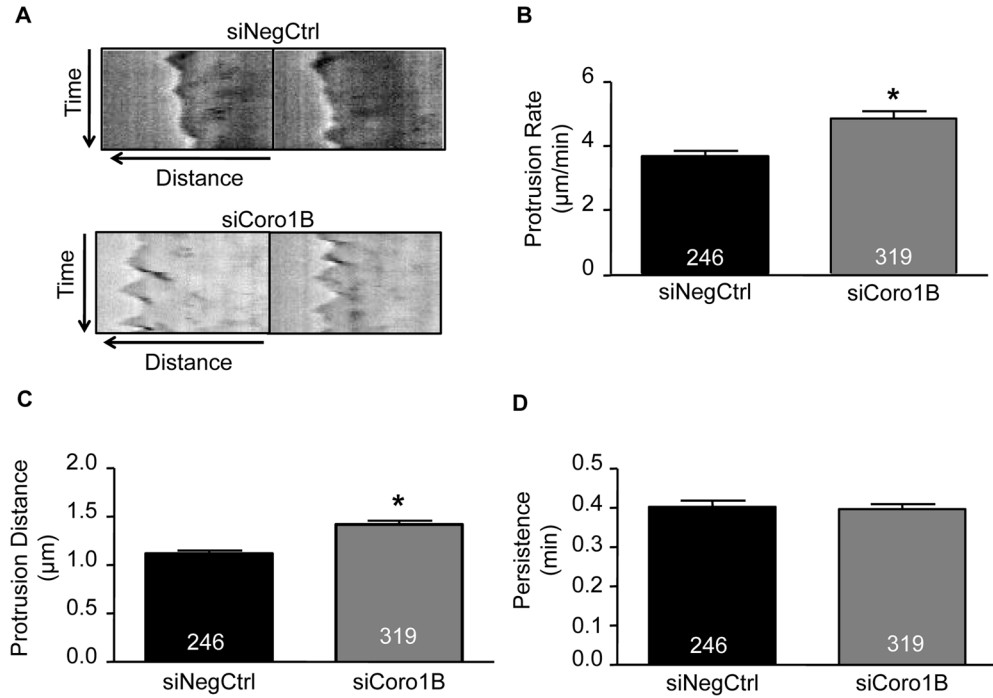 A
siNegCtrl
Time
Distance
siCoro1B
Time
Distance
B
Protrusion Rate
(µm/min)
6
4
2
0
*
246
319
siNegCtrl
siCoro1B
C
Protrusion Distance
(µm)
2.0
1.5
1.0
0.5
0.0
*
246
319
siNegCtrl
siCoro1B
D
Persistence
(min)
0.5
0.4
0.3
0.2
0.1
0.0
246
319
siNegCtrl
siCoro1B